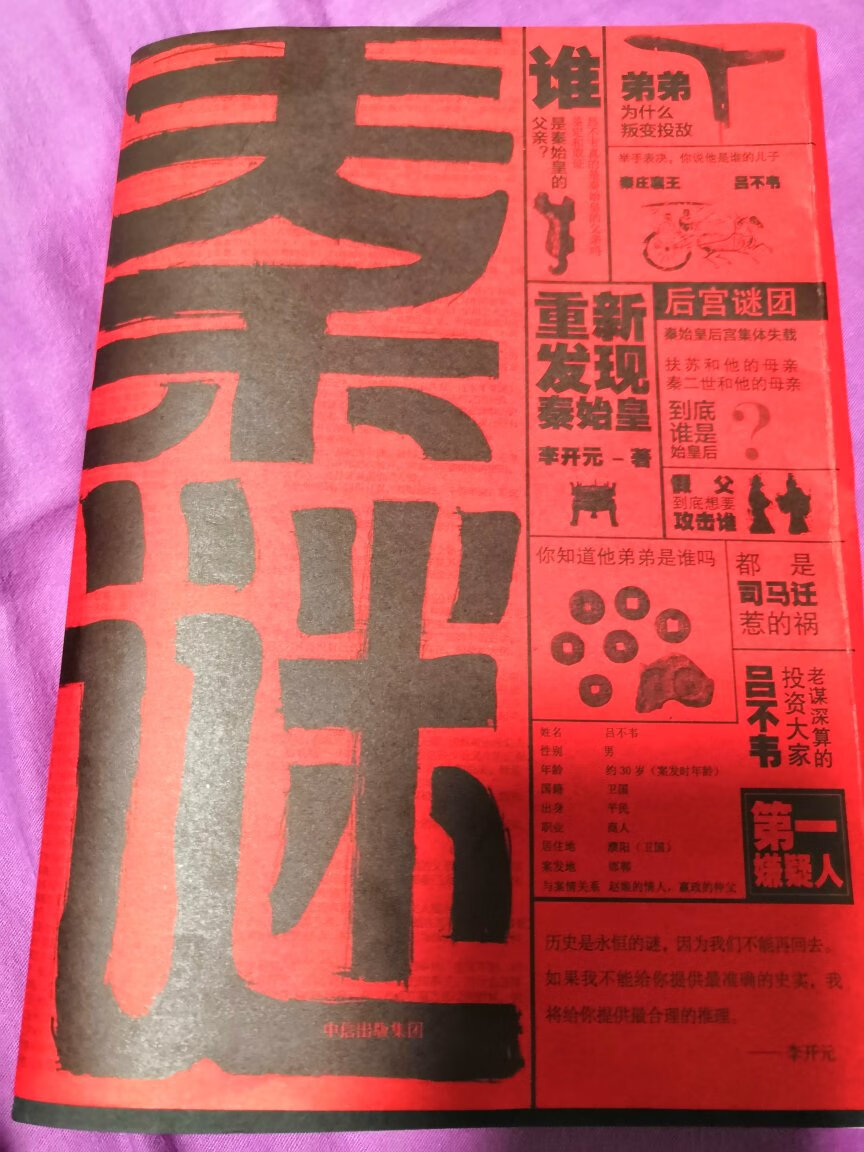 秦谜
谁
是秦始皇的
父亲？
弟弟
为什么
叛变投敌
举手表决，你说他是谁的儿子
秦庄襄王 吕不韦
重新
发现
秦始皇
李开元－著
后宫谜团
秦始皇后宫集体失载
扶苏和他的母亲
秦二世和他的母亲
到底
谁是
始皇后
？
假父
到底想要
攻击谁
你知道他弟弟是谁吗
都是
司马迁
惹的祸
老谋深算的
投资大家
吕不韦
姓名 吕不韦
性别 男
年龄 约30岁（案发时年龄）
国籍 卫国
出身 平民
职业 商人
居住地 濮阳（卫国）
案发地 邯郸
与案情关系 赵姬的情人，嬴政的仲父
第一
嫌疑人
历史是永恒的谜，因为我们不能再回去。
如果我不能给你提供最准确的史实，我
将给你提供最合理的推理。
——李开元
中信出版集团